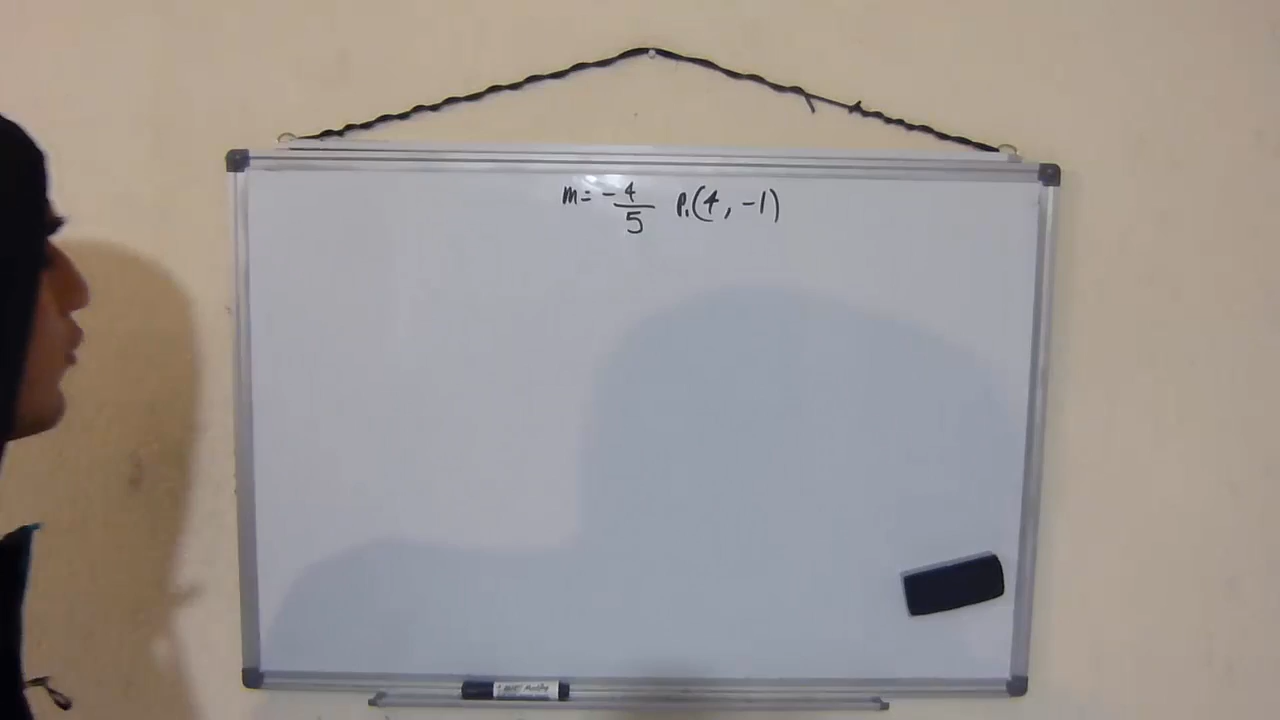 m = -4/5 P₁(4, -1)